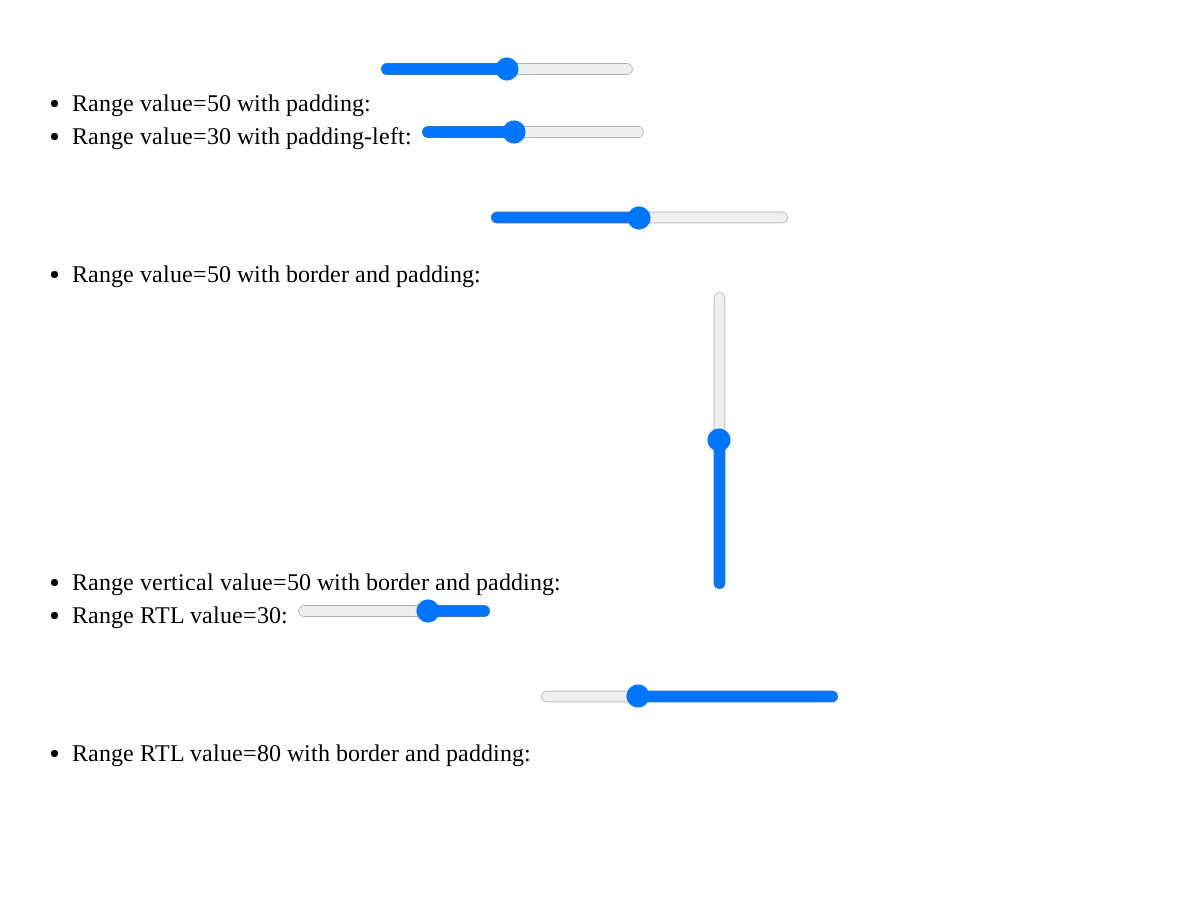 Range value=50 with padding:
Range value=30 with padding-left:
Range value=50 with border and padding:
Range vertical value=50 with border and padding:
Range RTL value=30:
Range RTL value=80 with border and padding: